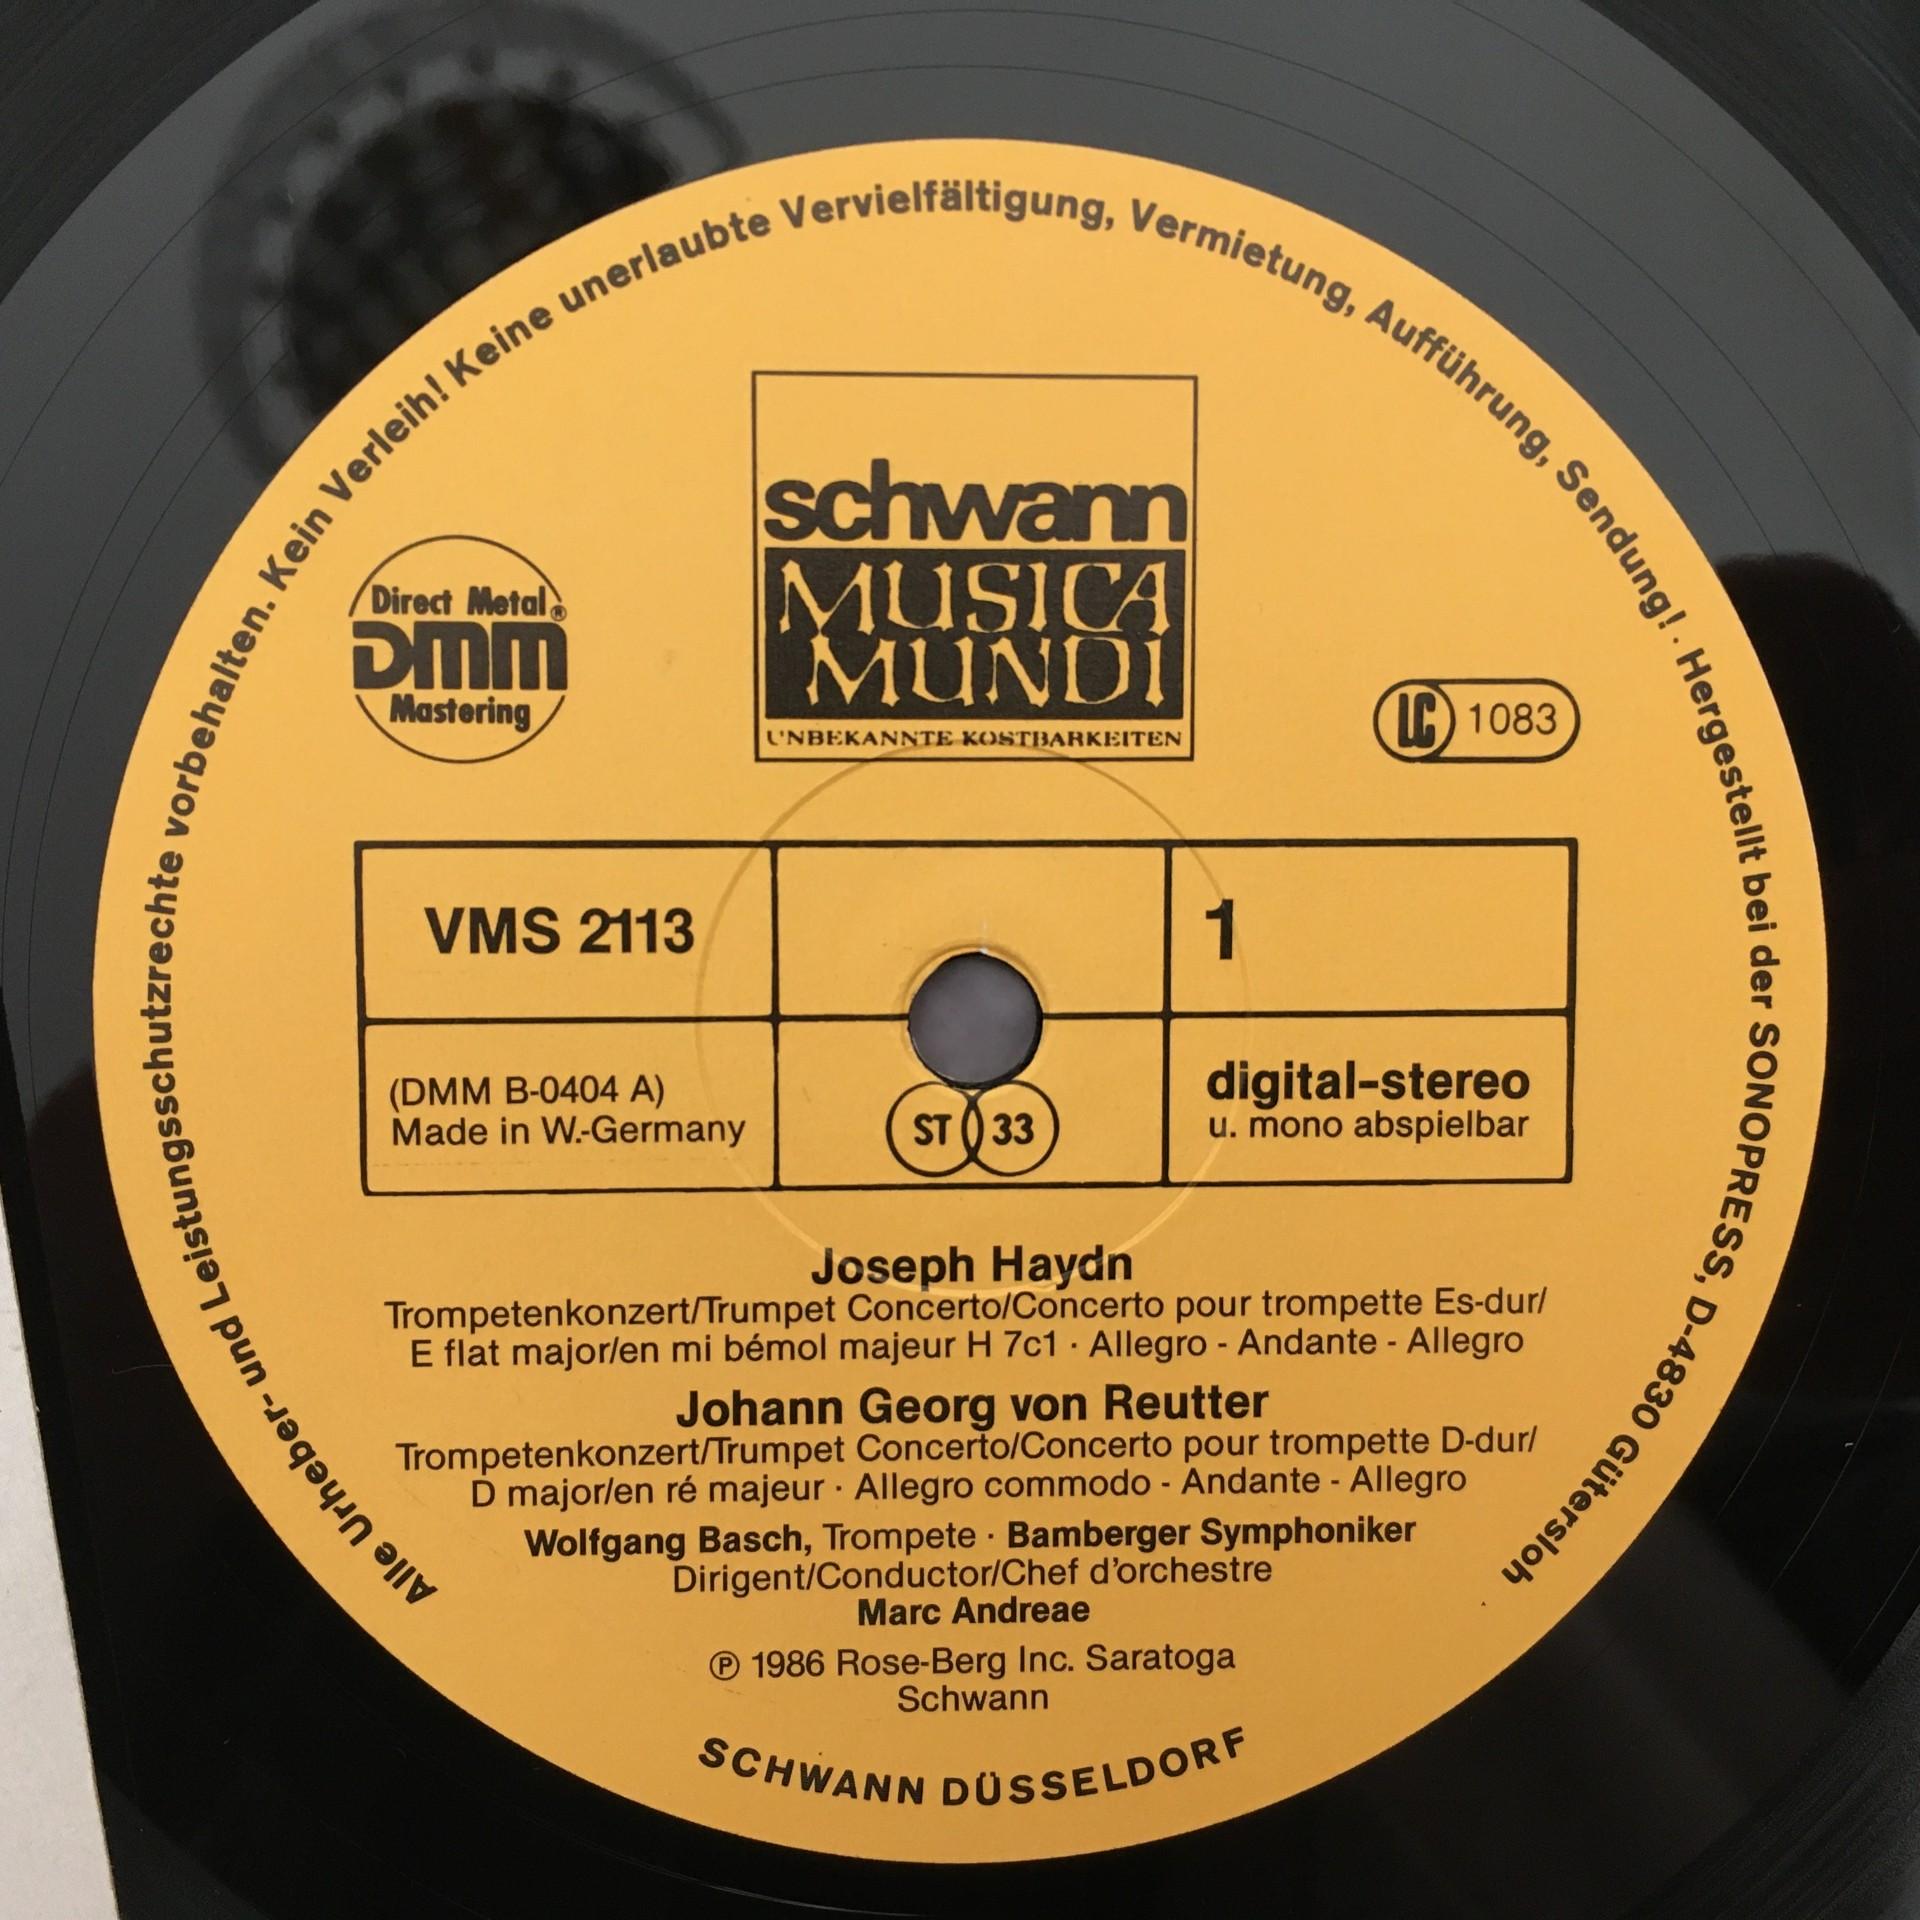 Alle Urheber- und Leistungsschutzrechte vorbehalten. Kein Verleih! Keine unerlaubte Vervielfältigung, Vermietung, Aufführung, Sendung! · Hergestellt bei der SONOPRESS, D-4830 Gütersloh
schwann
MUSICA
MUNDI
UNBEKANNTE KOSTBARKEITEN
Direct Metal®
DMM
Mastering
LC 1083
VMS 2113
1
(DMM B-0404 A)
Made in W.-Germany
ST 33
digital-stereo
u. mono abspielbar
Joseph Haydn
Trompetenkonzert/Trumpet Concerto/Concerto pour trompette Es-dur/
E flat major/en mi bémol majeur H 7c1 · Allegro - Andante - Allegro
Johann Georg von Reutter
Trompetenkonzert/Trumpet Concerto/Concerto pour trompette D-dur/
D major/en ré majeur · Allegro commodo - Andante - Allegro
Wolfgang Basch, Trompete · Bamberger Symphoniker
Dirigent/Conductor/Chef d'orchestre
Marc Andreae
℗ 1986 Rose-Berg Inc. Saratoga
Schwann
SCHWANN DÜSSELDORF